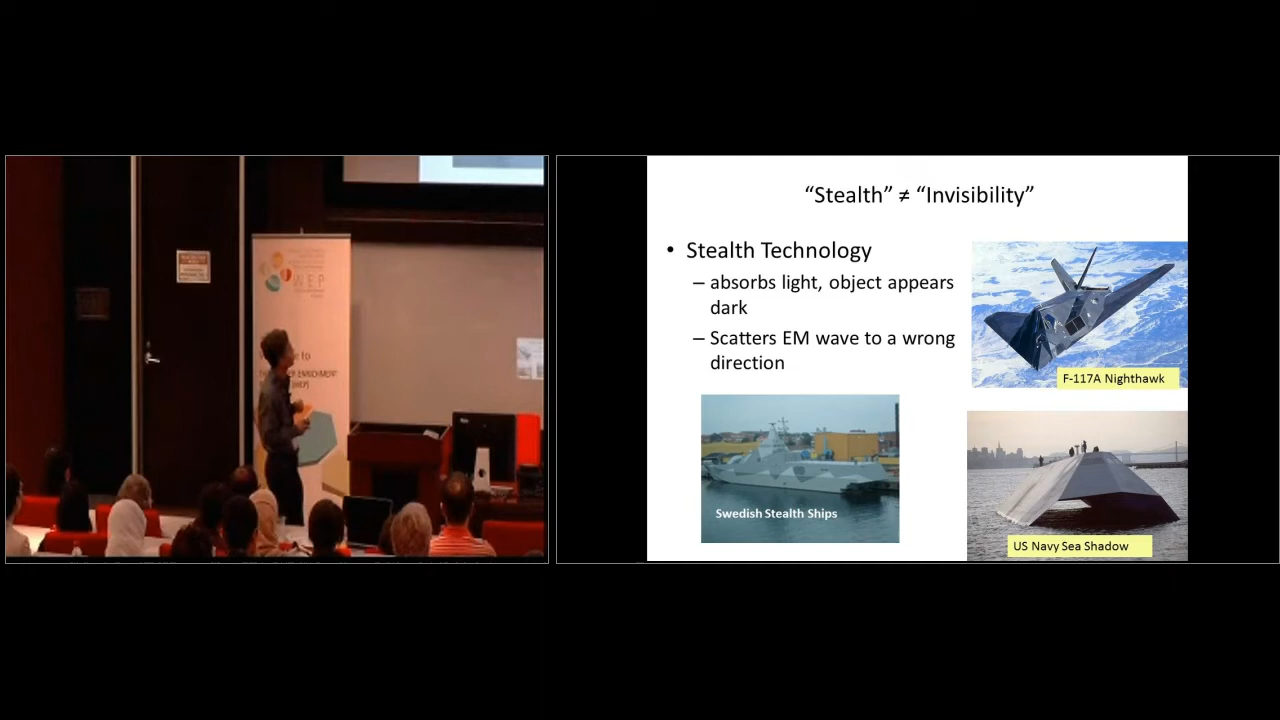 W E P
“Stealth” ≠ “Invisibility”
• Stealth Technology
– absorbs light, object appears
dark
– Scatters EM wave to a wrong
direction
F-117A Nighthawk
Swedish Stealth Ships
US Navy Sea Shadow